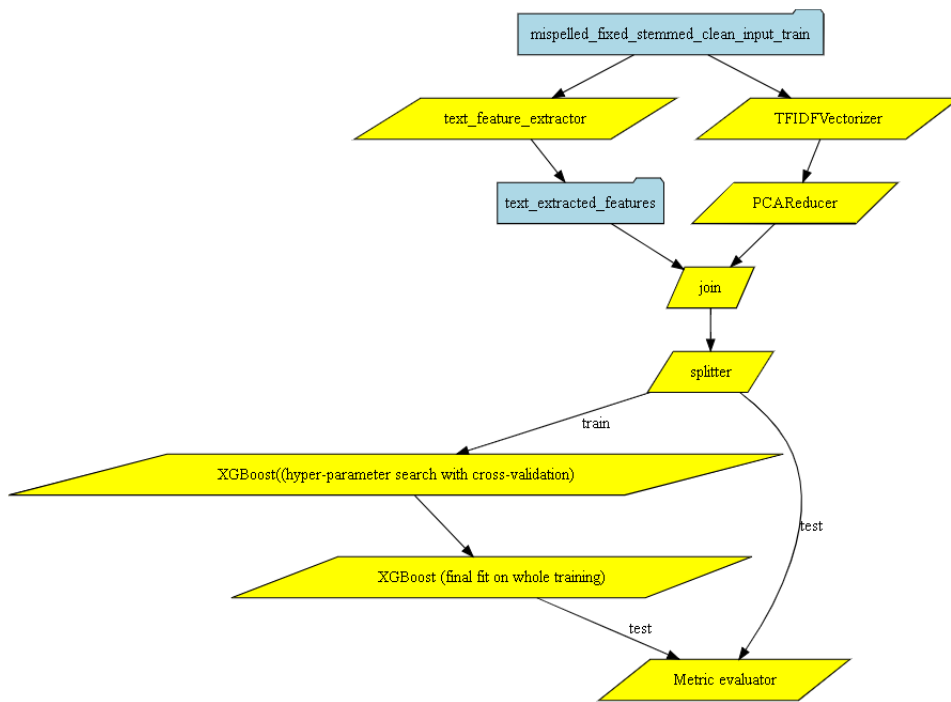 mispelled_fixed_stemmed_clean_input_train
text_feature_extractor
TFIDFVectorizer
text_extracted_features
PCAReducer
join
splitter
train
XGBoost((hyper-parameter search with cross-validation)
test
XGBoost (final fit on whole training)
test
Metric evaluator